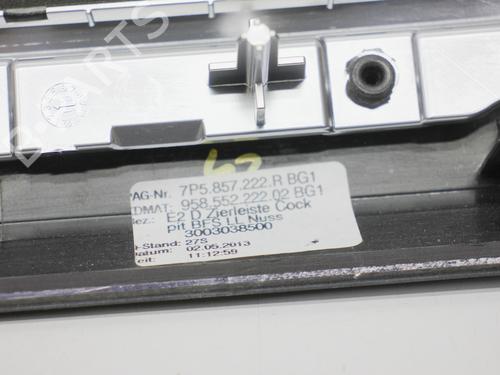 AG-Nr. 7P5.857.222.R BG1
DMAT: 958.552.222.02 BG1
ez.: E2 D Zierleiste Cock
pit BFS LL Nuss
3003038500
-Stand: 27S
atum: 02.05.2013
eit: 11:12:59